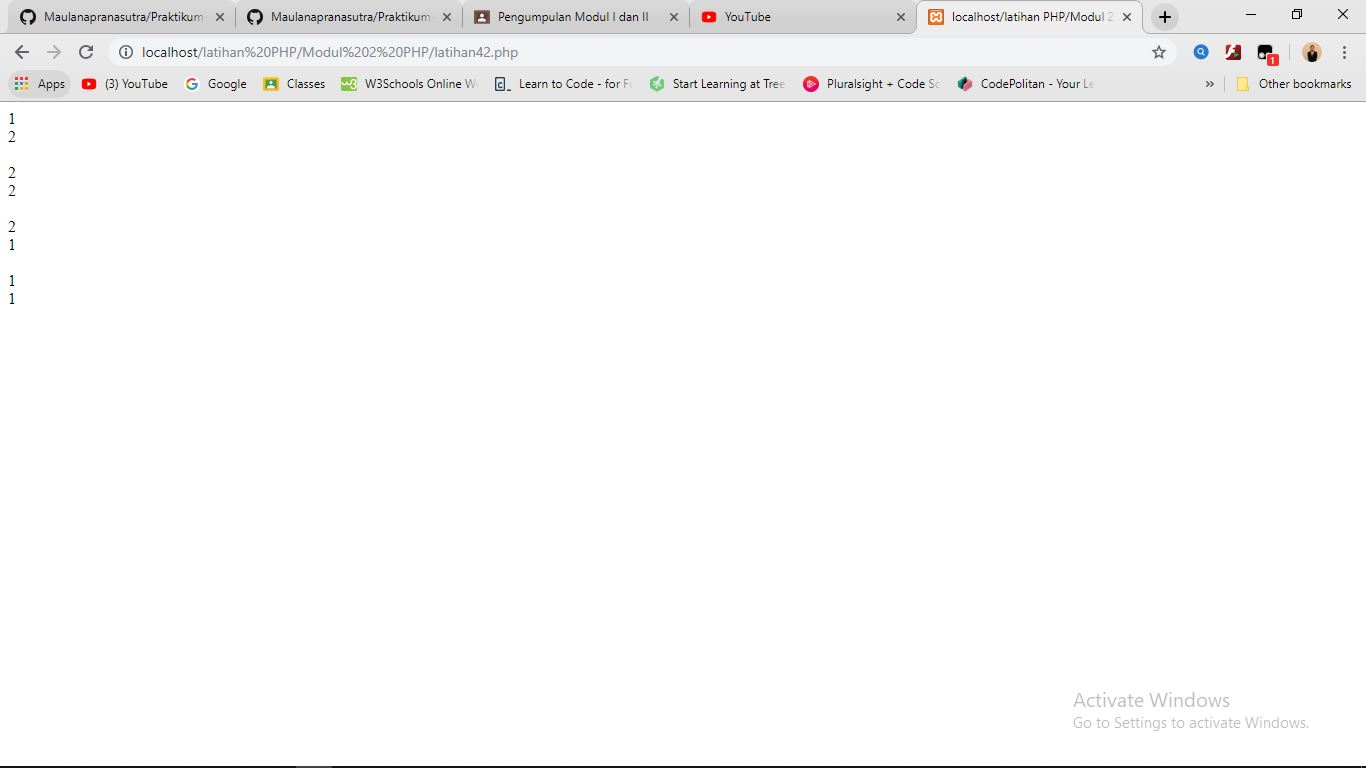 Maulanapranasutra/Praktikum-
Maulanapranasutra/Praktikum-
Pengumpulan Modul I dan II
YouTube
localhost/latihan PHP/Modul 2
localhost/latihan%20PHP/Modul%202%20PHP/latihan42.php
1
Apps
(3) YouTube
Google
Classes
W3Schools Online W
Learn to Code - for F
Start Learning at Tree
Pluralsight + Code Sc
CodePolitan - Your Le
»
Other bookmarks
1
2
2
2
2
1
1
1
Activate Windows
Go to Settings to activate Windows.